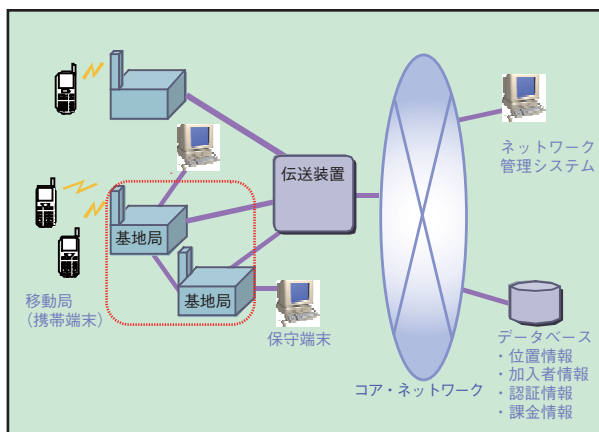 伝送装置
ネットワーク
管理システム
基地局
基地局
移動局
（携帯端末）
保守端末
コア・ネットワーク
データベース
・位置情報
・加入者情報
・認証情報
・課金情報